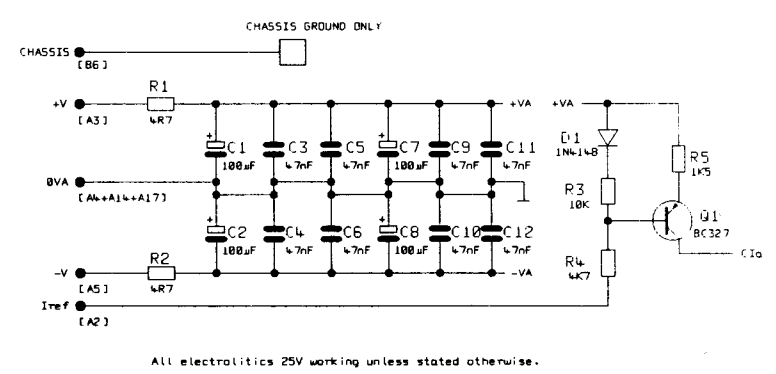 CHASSIS GROUND ONLY
CHASSIS
[B6]
R1
+V
+VA
+VA
[A3]
4R7
D1
1N4148
+ C1 C3 C5 + C7 C9 C11
100µF 47nF 47nF 100µF 47nF 47nF
R5
1K5
0VA
[A4+A14+A17]
R3
10K
Q1
BC327
+ C2 C4 C6 + C8 C10 C12
100µF 47nF 47nF 100µF 47nF 47nF
CIa
R2
R4
4K7
-V
-VA
[A5]
4R7
Iref
[A2]
All electrolitics 25V working unless stated otherwise.